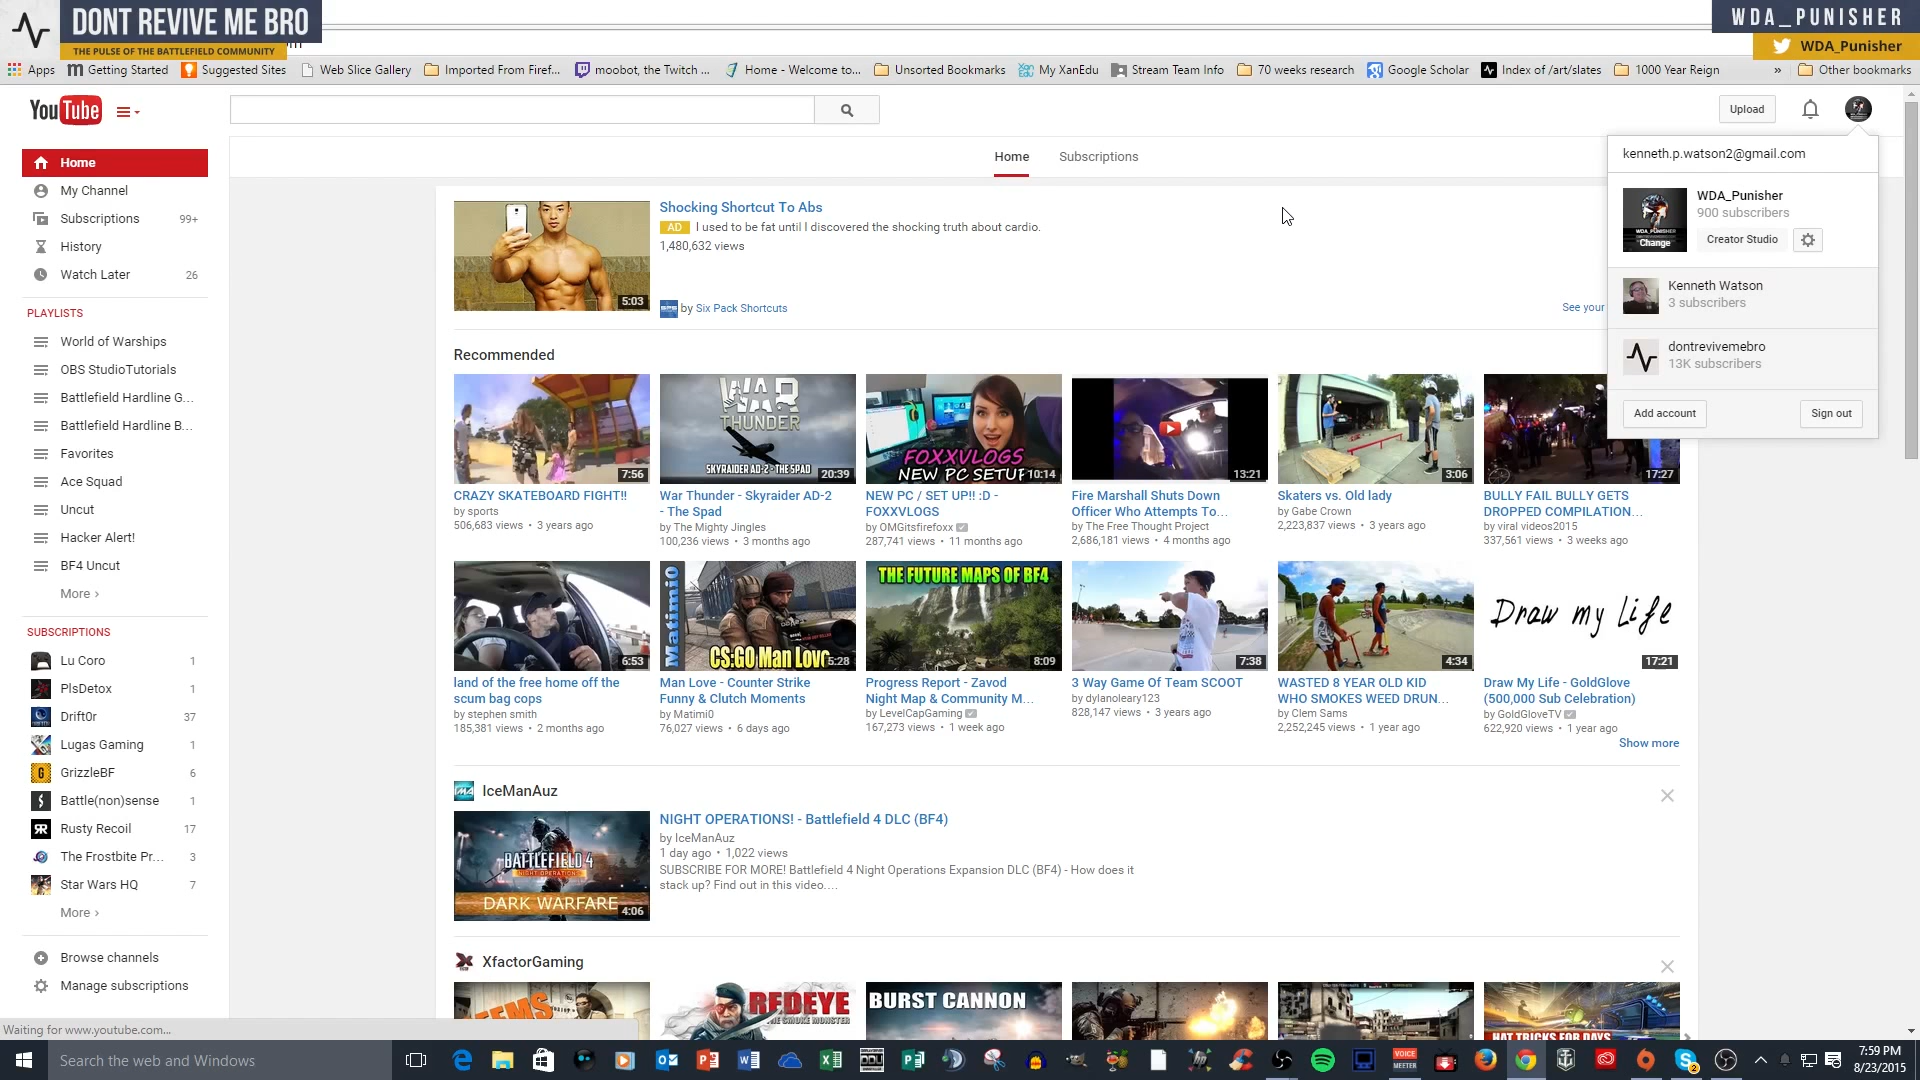 DONT REVIVE ME BRO
THE PULSE OF THE BATTLEFIELD COMMUNITY
WDA_PUNISHER
WDA_Punisher
Apps
Getting Started
Suggested Sites
Web Slice Gallery
Imported From Firef...
moobot, the Twitch ...
Home - Welcome to...
Unsorted Bookmarks
My XanEdu
Stream Team Info
70 weeks research
Google Scholar
Index of /art/slates
1000 Year Reign
»
Other bookmarks
YouTube
Upload
Home
My Channel
Subscriptions 99+
History
Watch Later 26
PLAYLISTS
World of Warships
OBS StudioTutorials
Battlefield Hardline G...
Battlefield Hardline B...
Favorites
Ace Squad
Uncut
Hacker Alert!
BF4 Uncut
More ›
SUBSCRIPTIONS
Lu Coro 1
PlsDetox 1
Drift0r 37
Lugas Gaming 1
GrizzleBF 6
Battle(non)sense 1
Rusty Recoil 17
The Frostbite Pr... 3
Star Wars HQ 7
More ›
Browse channels
Manage subscriptions
Home Subscriptions
kenneth.p.watson2@gmail.com
WDA_Punisher
900 subscribers
Change
Creator Studio
Kenneth Watson
3 subscribers
dontrevivemebro
13K subscribers
Add account
Sign out
Shocking Shortcut To Abs
AD I used to be fat until I discovered the shocking truth about cardio.
1,480,632 views
5:03
by Six Pack Shortcuts
See your
Recommended
7:56
CRAZY SKATEBOARD FIGHT!!
by sports
506,683 views • 3 years ago
WAR THUNDER
SKYRAIDER AD-2 - THE SPAD
20:39
War Thunder - Skyraider AD-2
- The Spad
by The Mighty Jingles
100,236 views • 3 months ago
FOXXVLOGS
NEW PC SETUP
10:14
NEW PC / SET UP!! :D -
FOXXVLOGS
by OMGitsfirefoxx
287,741 views • 11 months ago
13:21
Fire Marshall Shuts Down
Officer Who Attempts To...
by The Free Thought Project
2,686,181 views • 4 months ago
3:06
Skaters vs. Old lady
by Gabe Crown
2,223,837 views • 3 years ago
17:27
BULLY FAIL BULLY GETS
DROPPED COMPILATION...
by viral videos2015
337,561 views • 3 weeks ago
6:53
land of the free home off the
scum bag cops
by stephen smith
185,381 views • 2 months ago
Matimi0
CS:GO Man Love
5:28
Man Love - Counter Strike
Funny & Clutch Moments
by Matimi0
76,027 views • 6 days ago
THE FUTURE MAPS OF BF4
8:09
Progress Report - Zavod
Night Map & Community M...
by LevelCapGaming
167,273 views • 1 week ago
7:38
3 Way Game Of Team SCOOT
by dylanoleary123
828,147 views • 3 years ago
4:34
WASTED 8 YEAR OLD KID
WHO SMOKES WEED DRUN...
by Clem Sams
2,252,245 views • 1 year ago
Draw my Life
17:21
Draw My Life - GoldGlove
(500,000 Sub Celebration)
by GoldGloveTV
622,920 views • 1 year ago
Show more
IceManAuz
BATTLEFIELD 4
DARK WARFARE
4:06
NIGHT OPERATIONS! - Battlefield 4 DLC (BF4)
by IceManAuz
1 day ago • 1,022 views
SUBSCRIBE FOR MORE! Battlefield 4 Night Operations Expansion DLC (BF4) - How does it
stack up? Find out in this video....
XfactorGaming
REDEYE
THE SMOKE MONSTER
BURST CANNON
HAT TRICKS FOR DAYS
Waiting for www.youtube.com...
Search the web and Windows
VOICE
MEETER
7:59 PM
8/23/2015